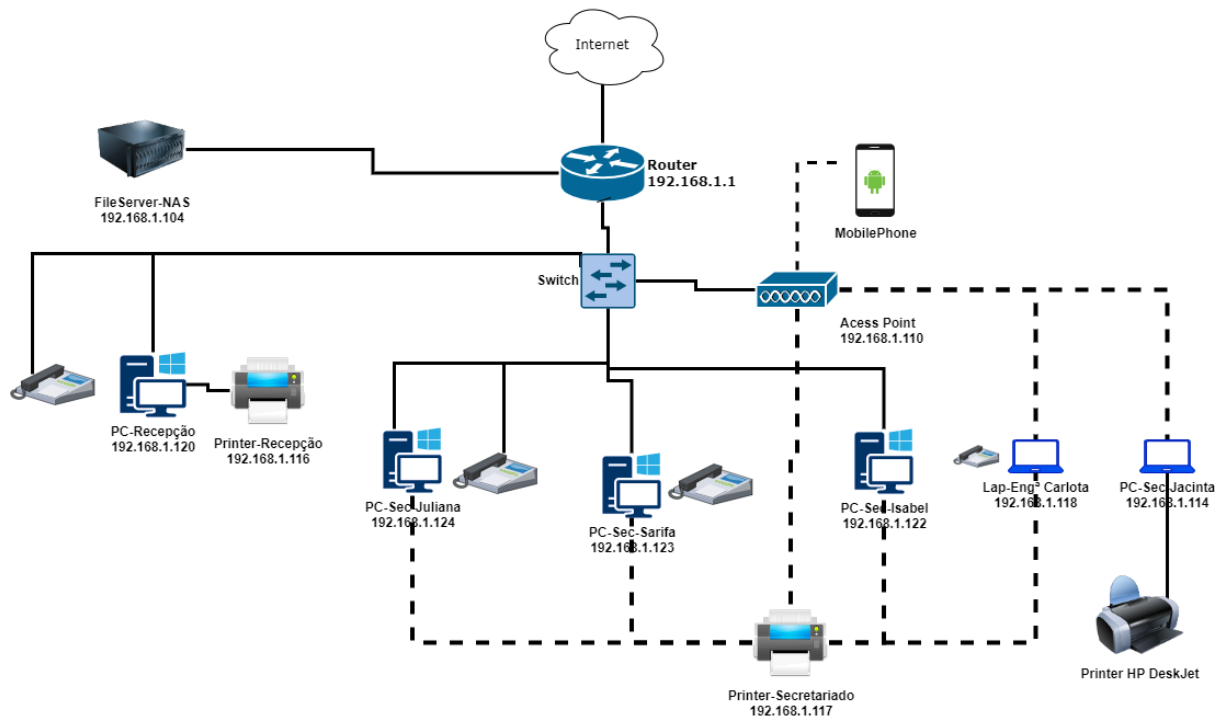 Internet
Router
192.168.1.1
FileServer-NAS
192.168.1.104
MobilePhone
Switch
Acess Point
192.168.1.110
PC-Recepção
192.168.1.120
Printer-Recepção
192.168.1.116
PC-Sec-Juliana
192.168.1.124
PC-Sec-Sarifa
192.168.1.123
PC-Sec-Isabel
192.168.1.122
Lap-Engª Carlota
192.168.1.118
PC-Sec-Jacinta
192.168.1.114
Printer HP DeskJet
Printer-Secretariado
192.168.1.117